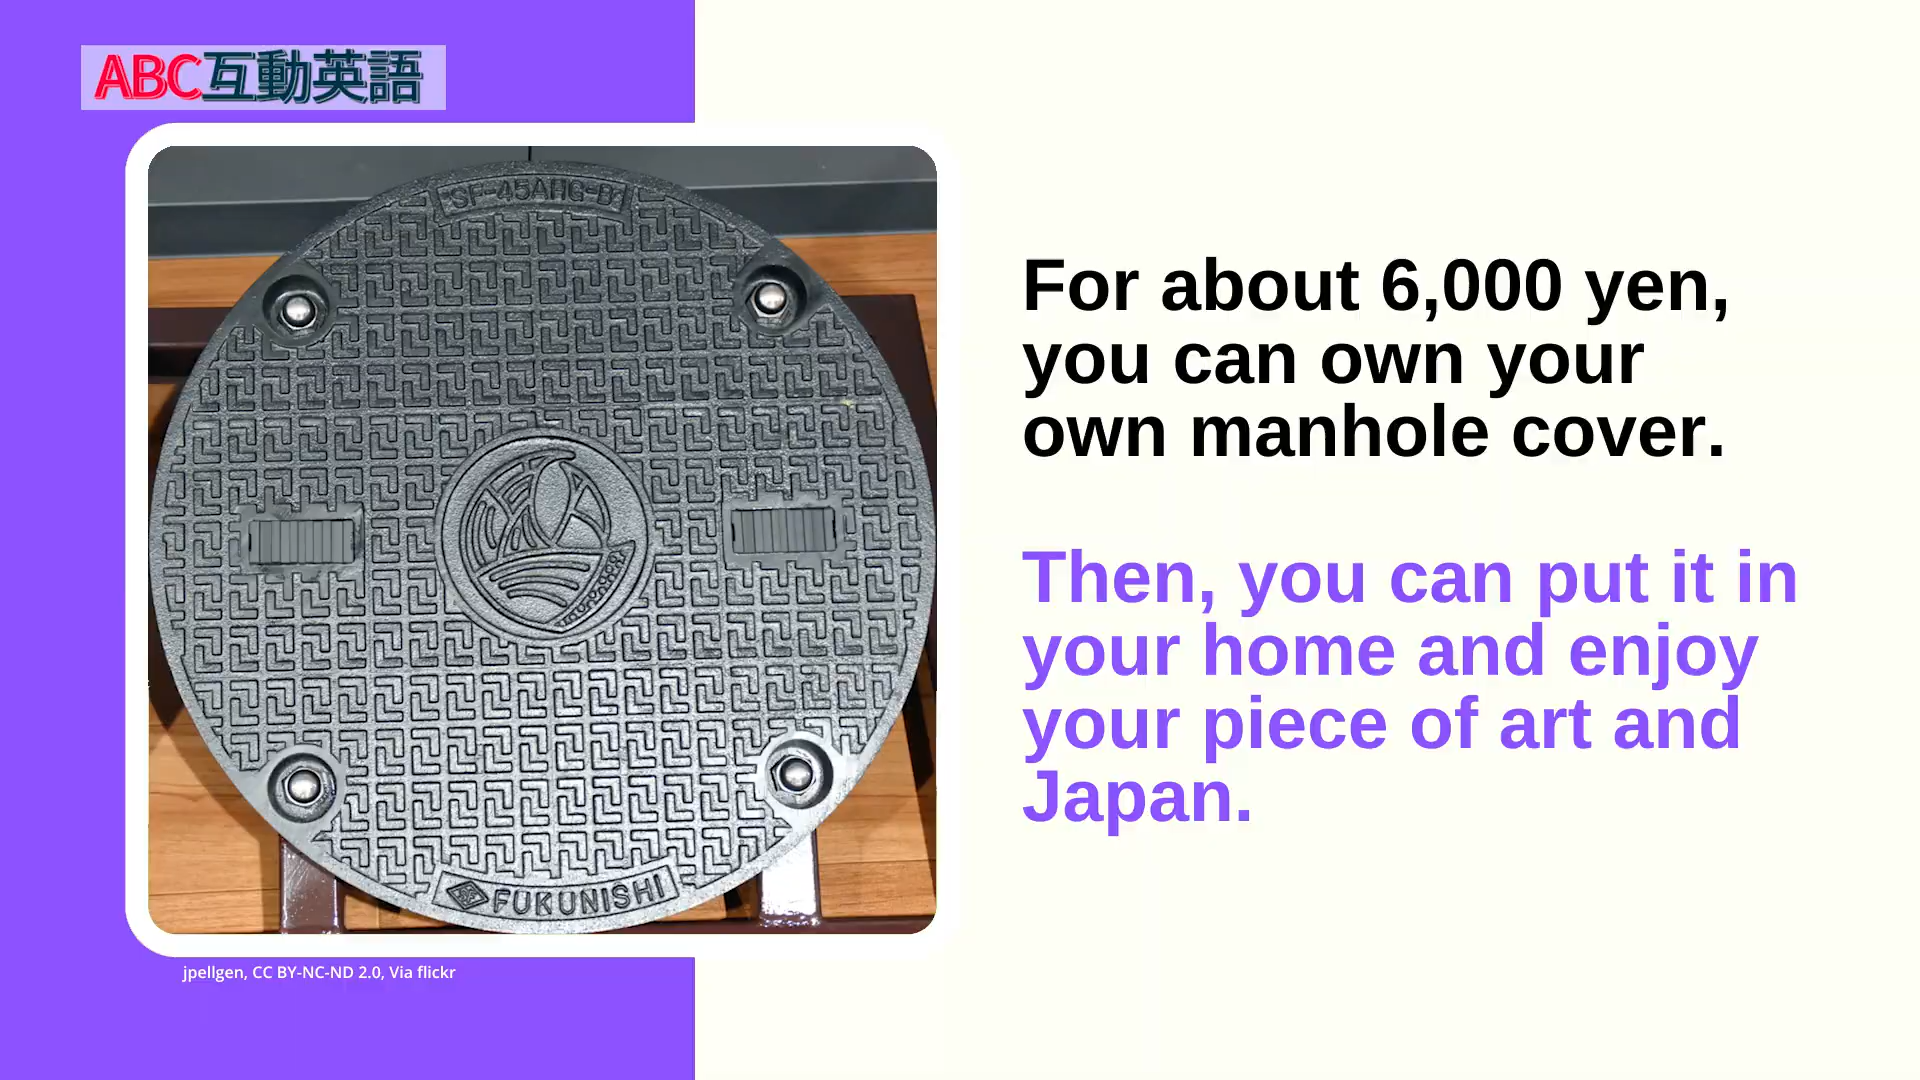 ABC互動英語
SF-45AHG-B1
FUKUNISHI
For about 6,000 yen,
you can own your
own manhole cover.
Then, you can put it in
your home and enjoy
your piece of art and
Japan.
jpellgen, CC BY-NC-ND 2.0, Via flickr